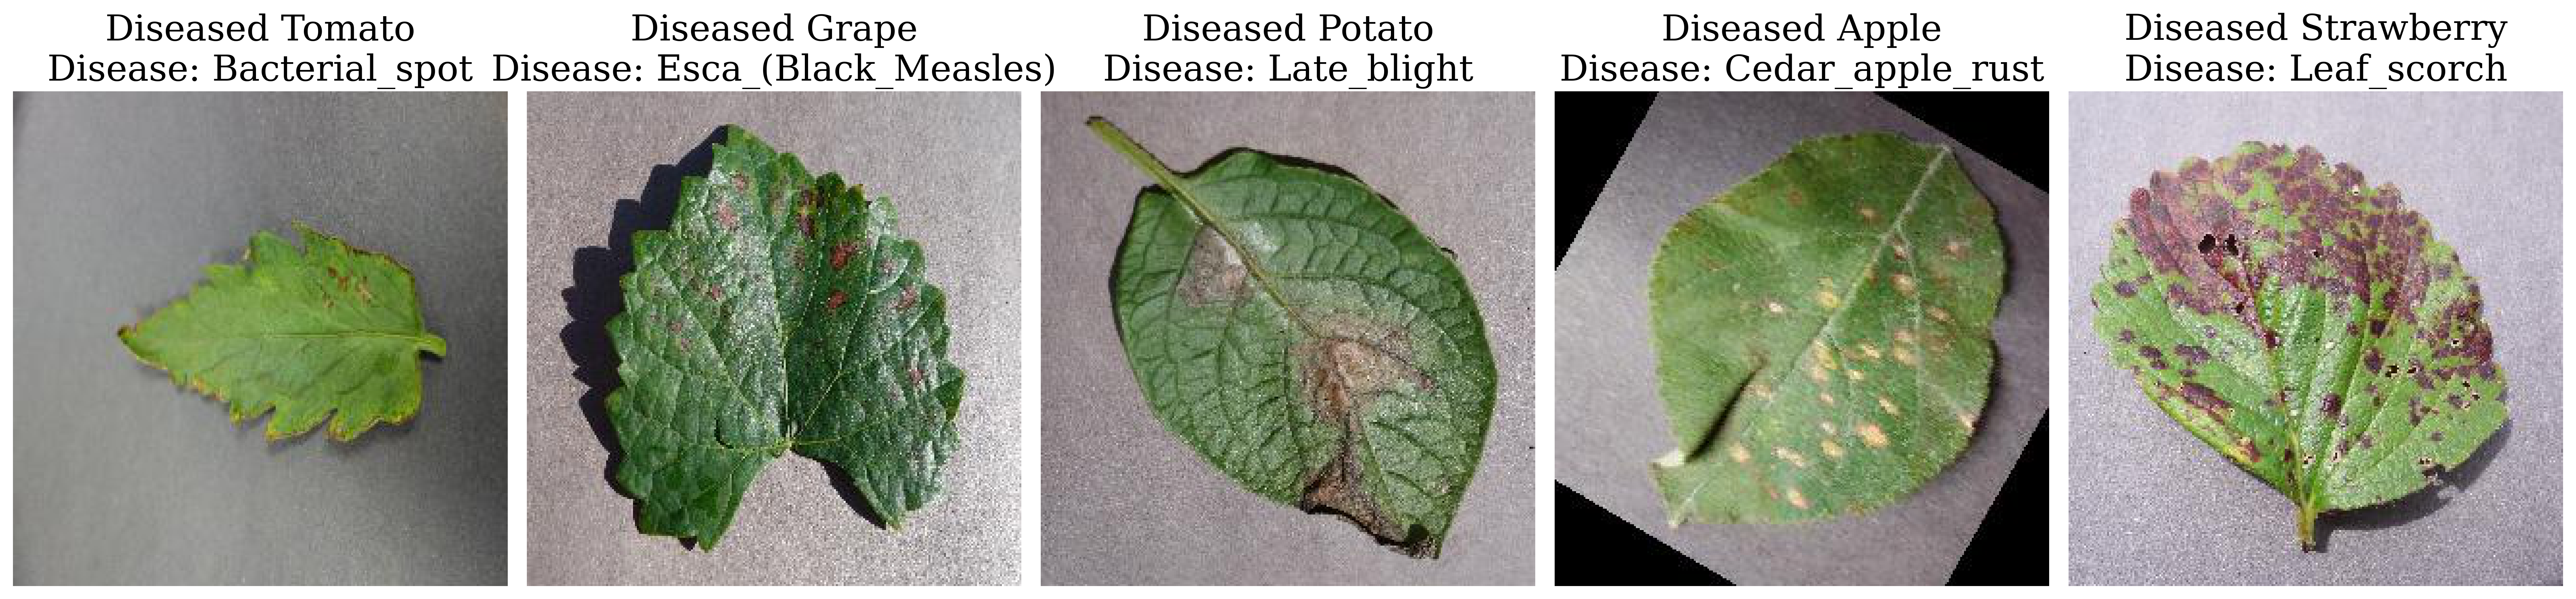 Diseased Tomato
Disease: Bacterial_spot
Diseased Grape
Disease: Esca_(Black_Measles)
Diseased Potato
Disease: Late_blight
Diseased Apple
Disease: Cedar_apple_rust
Diseased Strawberry
Disease: Leaf_scorch